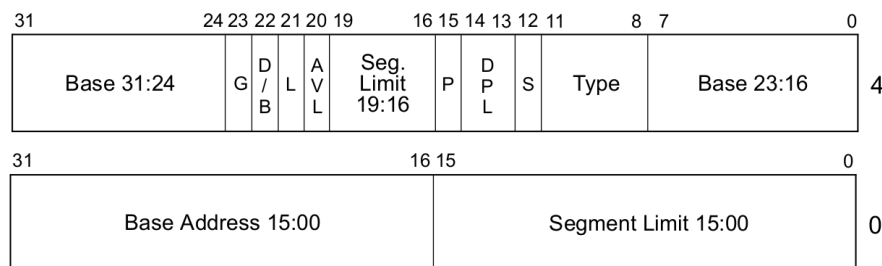 31 24 23 22 21 20 19 16 15 14 13 12 11 8 7 0
Base 31:24 G D/B L AVL Seg. Limit 19:16 P DPL S Type Base 23:16 4
31 16 15 0
Base Address 15:00 Segment Limit 15:00 0